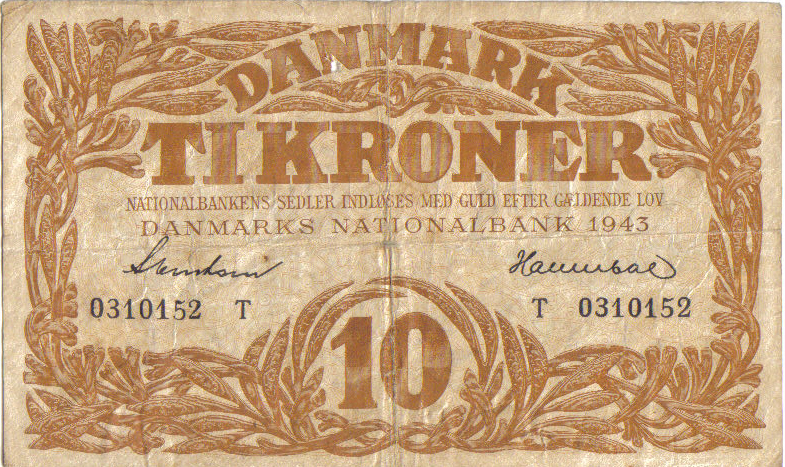 DANMARK
TI KRONER
NATIONALBANKENS SEDLER INDLØSES MED GULD EFTER GÆLDENDE LOV
DANMARKS NATIONALBANK 1943
0310152 T T 0310152
10